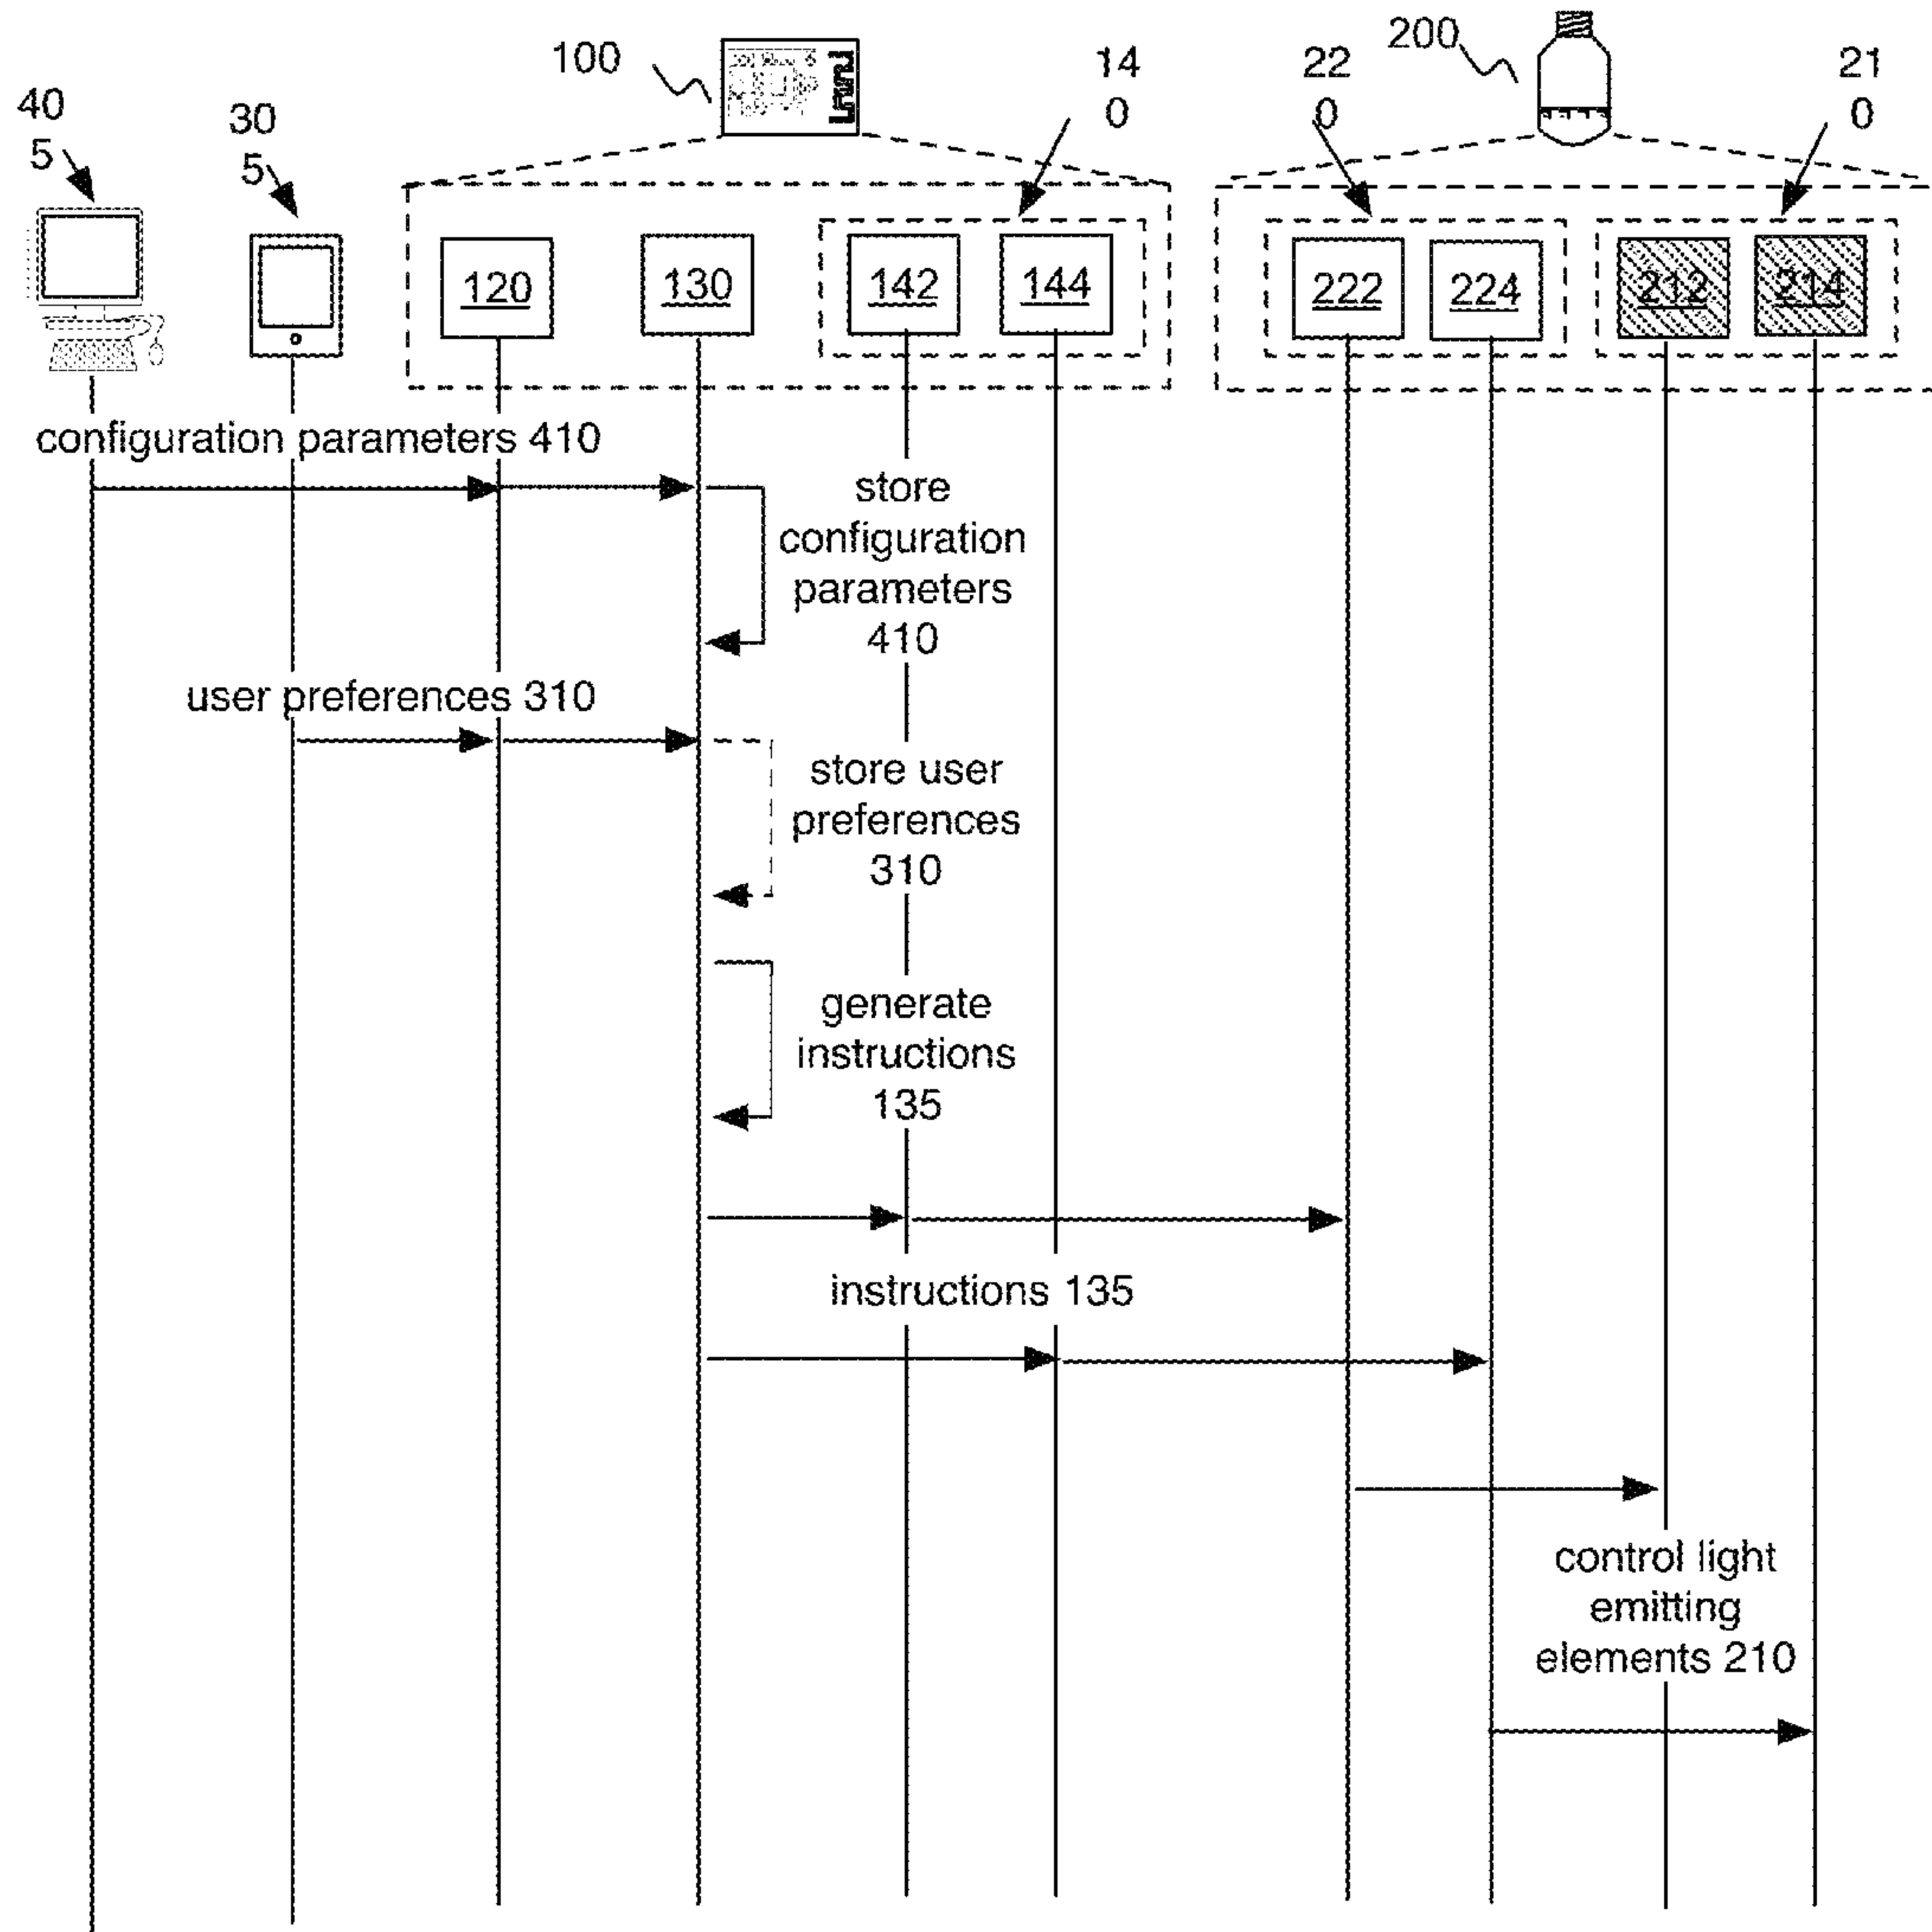 100
14
0
22
0
200
21
0
40
5
30
5
120
130
142
144
222
224
212
214
configuration parameters 410
store
configuration
parameters
410
user preferences 310
store user
preferences
310
generate
instructions
135
instructions 135
control light
emitting
elements 210